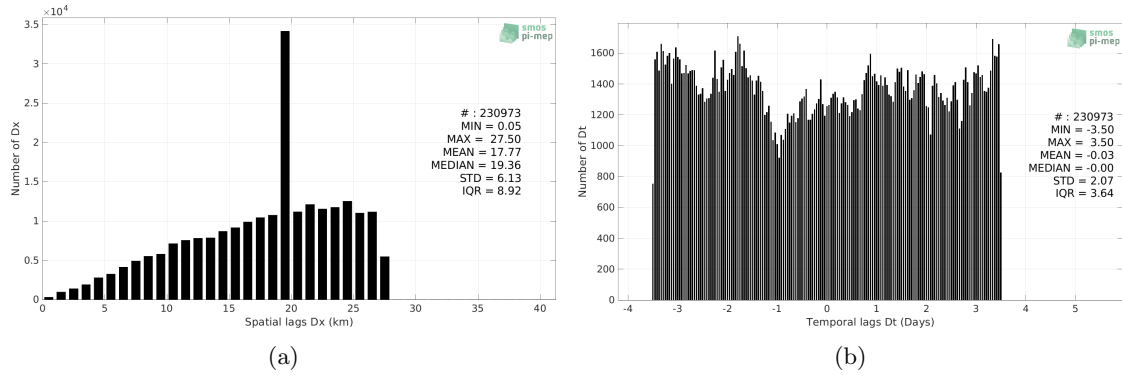 ×10⁴
3.5
3
2.5
2
1.5
1
0.5
0
Number of Dx
smos
pi-mep
# : 230973
MIN = 0.05
MAX = 27.50
MEAN = 17.77
MEDIAN = 19.36
STD = 6.13
IQR = 8.92
0 5 10 15 20 25 30 35 40
Spatial lags Dx (km)
(a)
1600
1400
1200
1000
800
600
400
200
0
Number of Dt
smos
pi-mep
# : 230973
MIN = -3.50
MAX = 3.50
MEAN = -0.03
MEDIAN = -0.00
STD = 2.07
IQR = 3.64
-4 -3 -2 -1 0 1 2 3 4 5
Temporal lags Dt (Days)
(b)